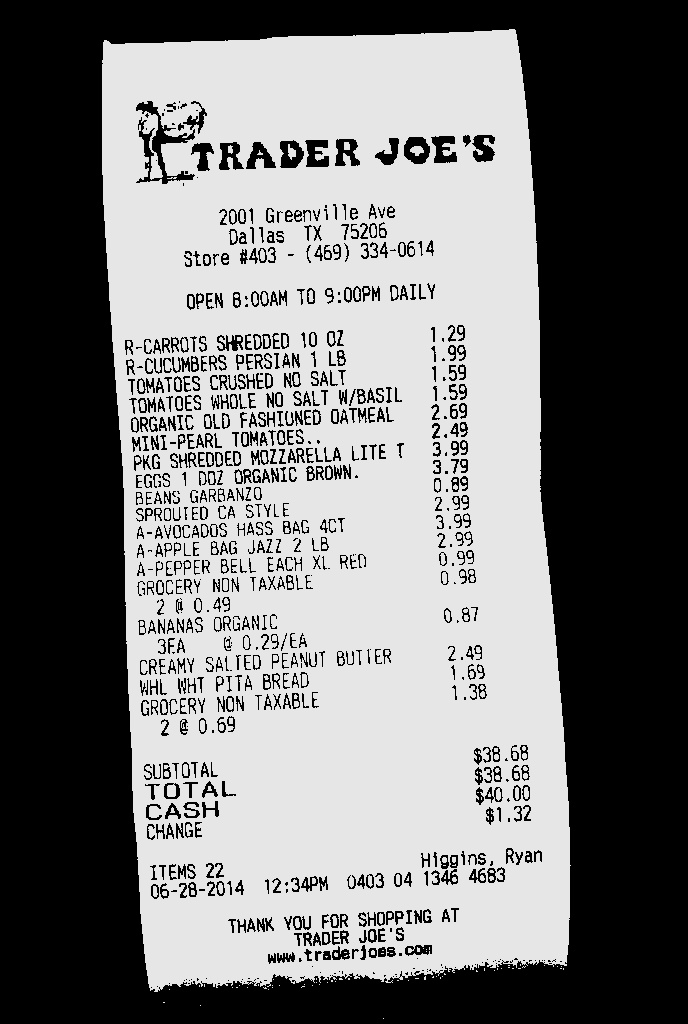 TRADER JOE'S
2001 Greenville Ave
Dallas TX 75206
Store #403 - (469) 334-0614
OPEN 8:00AM TO 9:00PM DAILY
R-CARROTS SHREDDED 10 OZ 1.29
R-CUCUMBERS PERSIAN 1 LB 1.99
TOMATOES CRUSHED NO SALT 1.59
TOMATOES WHOLE NO SALT W/BASIL 1.59
ORGANIC OLD FASHIONED OATMEAL 2.69
MINI-PEARL TOMATOES.. 2.49
PKG SHREDDED MOZZARELLA LITE T 3.99
EGGS 1 DOZ ORGANIC BROWN. 3.79
BEANS GARBANZO 0.89
SPROUTED CA STYLE 2.99
A-AVOCADOS HASS BAG 4CT 3.99
A-APPLE BAG JAZZ 2 LB 2.99
A-PEPPER BELL EACH XL RED 0.99
GROCERY NON TAXABLE 0.98
2 @ 0.49
BANANAS ORGANIC 0.87
3EA @ 0.29/EA
CREAMY SALTED PEANUT BUTTER 2.49
WHL WHT PITA BREAD 1.69
GROCERY NON TAXABLE 1.38
2 @ 0.69
SUBTOTAL $38.68
TOTAL $38.68
CASH $40.00
CHANGE $1.32
ITEMS 22 Higgins, Ryan
06-28-2014 12:34PM 0403 04 1346 4683
THANK YOU FOR SHOPPING AT
TRADER JOE'S
www.traderjoes.com